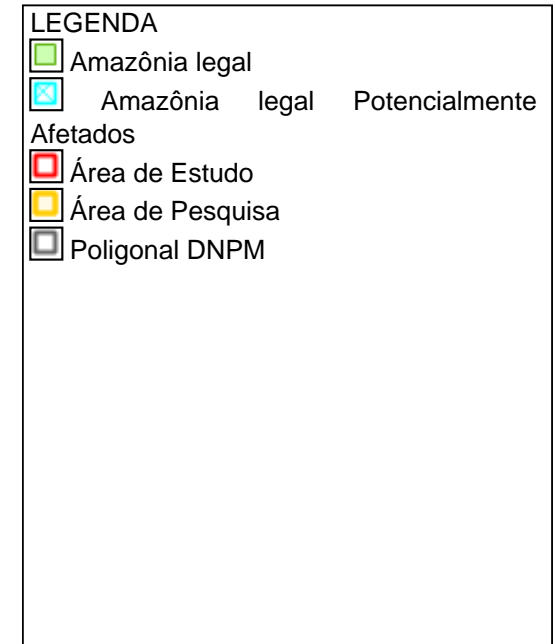 LEGENDA
Amazônia legal
Amazônia legal Potencialmente
Afetados
Área de Estudo
Área de Pesquisa
Poligonal DNPM